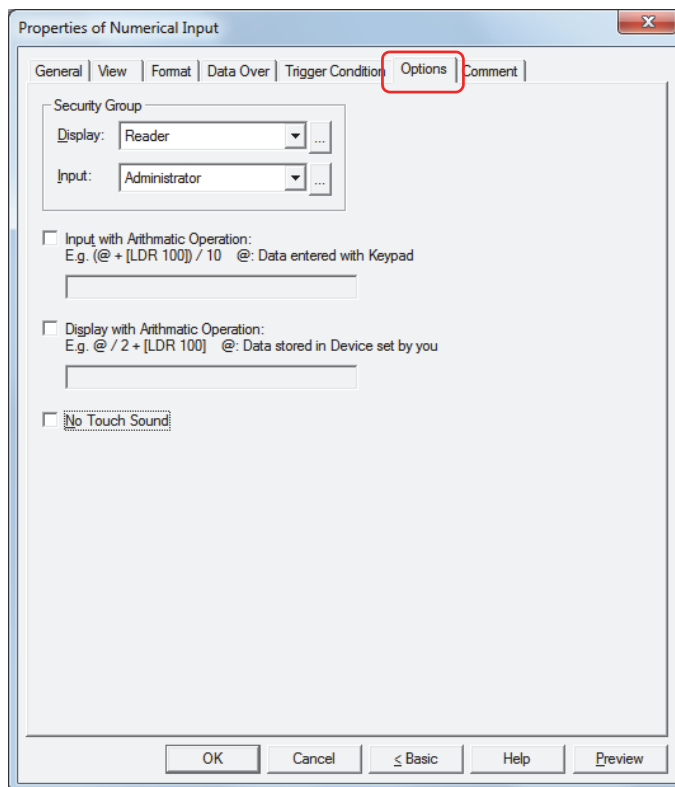 Properties of Numerical Input
General View Format Data Over Trigger Condition Options Comment
Security Group
Display: Reader ...
Input: Administrator ...
Input with Arithmatic Operation:
E.g. (@ + [LDR 100]) / 10 @: Data entered with Keypad
Display with Arithmatic Operation:
E.g. @ / 2 + [LDR 100] @: Data stored in Device set by you
No Touch Sound
OK Cancel < Basic Help Preview